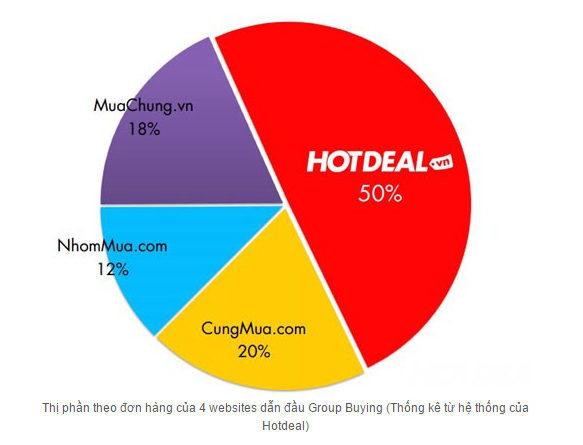 MuaChung.vn
18%
HOTDEAL.vn
50%
NhomMua.com
12%
CungMua.com
20%
Thị phần theo đơn hàng của 4 websites dẫn đầu Group Buying (Thống kê từ hệ thống của
Hotdeal)